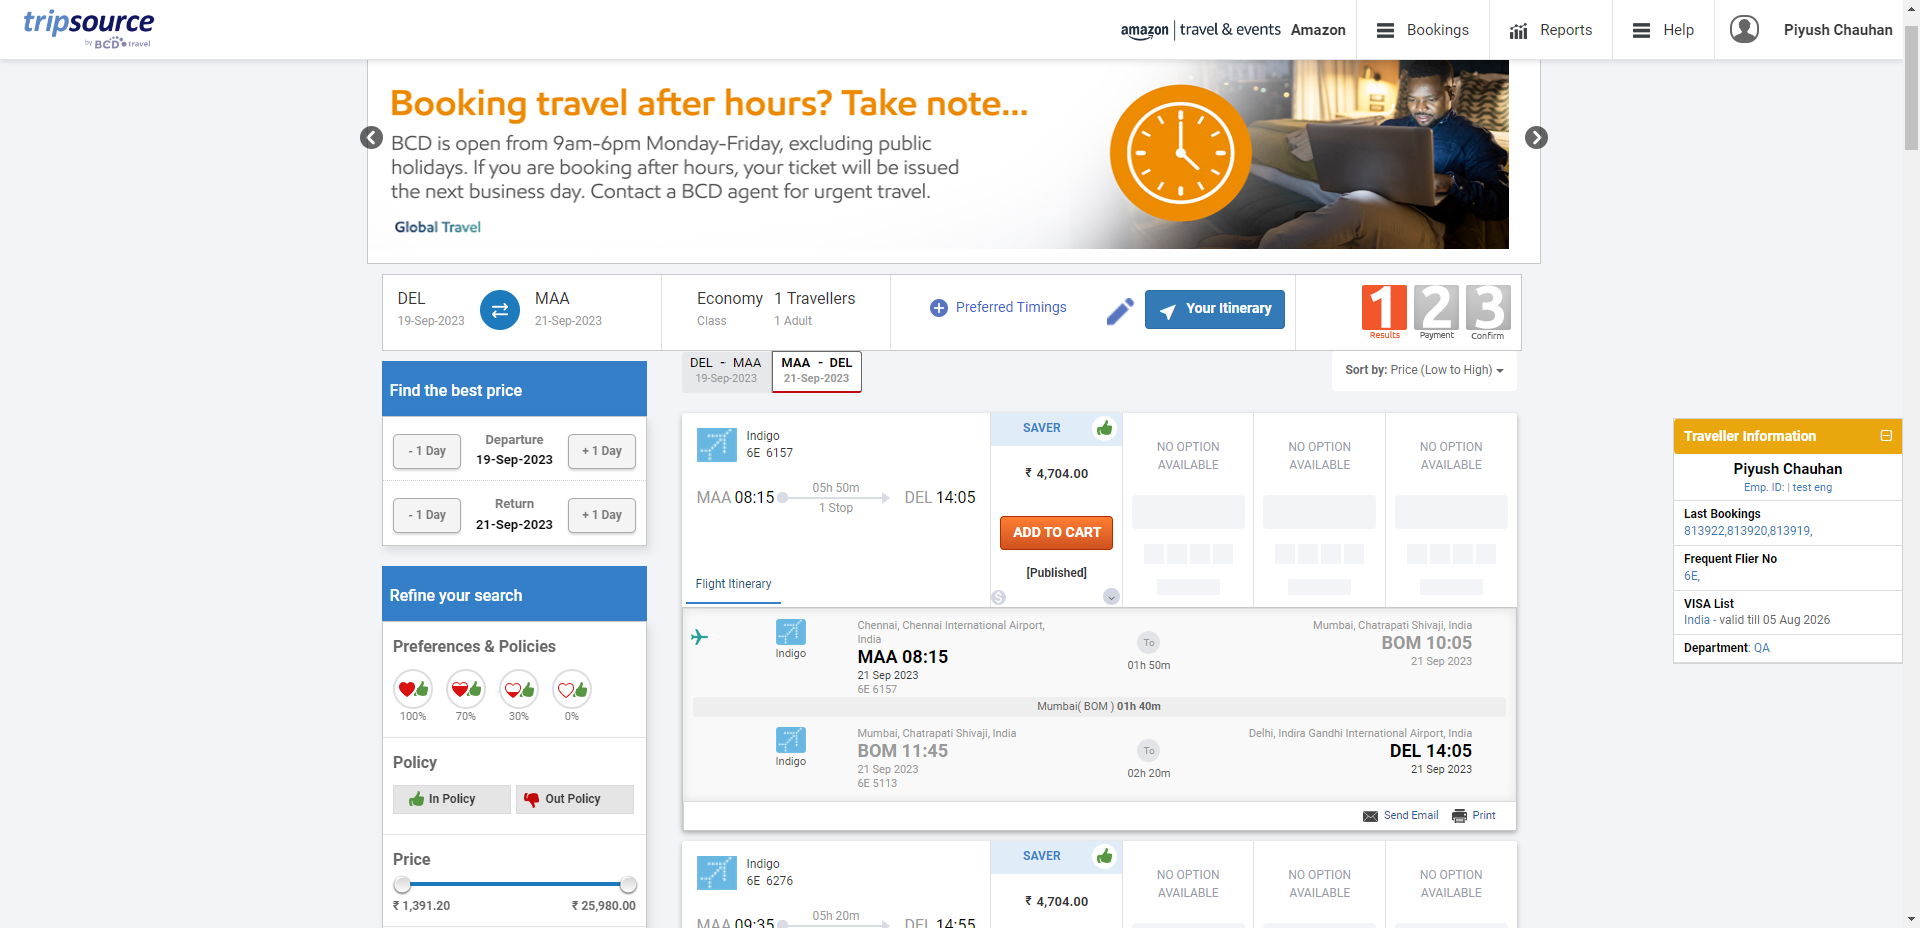 tripsource
by BCD travel
amazon | travel & events Amazon
Bookings
Reports
Help
Piyush Chauhan
Booking travel after hours? Take note...
BCD is open from 9am-6pm Monday-Friday, excluding public
holidays. If you are booking after hours, your ticket will be issued
the next business day. Contact a BCD agent for urgent travel.
Global Travel
DEL
19-Sep-2023
MAA
21-Sep-2023
Economy
Class
1 Travellers
1 Adult
Preferred Timings
Your Itinerary
1
Results
2
Payment
3
Confirm
DEL - MAA
19-Sep-2023
MAA - DEL
21-Sep-2023
Sort by: Price (Low to High)
Find the best price
- 1 Day
Departure
19-Sep-2023
+ 1 Day
- 1 Day
Return
21-Sep-2023
+ 1 Day
Refine your search
Preferences & Policies
100%
70%
30%
0%
Policy
In Policy
Out Policy
Price
₹ 1,391.20
₹ 25,980.00
Indigo
6E 6157
MAA 08:15
05h 50m
1 Stop
DEL 14:05
Flight Itinerary
SAVER
₹ 4,704.00
ADD TO CART
[Published]
$
NO OPTION
AVAILABLE
NO OPTION
AVAILABLE
NO OPTION
AVAILABLE
Indigo
Chennai, Chennai International Airport,
India
MAA 08:15
21 Sep 2023
6E 6157
To
01h 50m
Mumbai, Chatrapati Shivaji, India
BOM 10:05
21 Sep 2023
Mumbai( BOM ) 01h 40m
Indigo
Mumbai, Chatrapati Shivaji, India
BOM 11:45
21 Sep 2023
6E 5113
To
02h 20m
Delhi, Indira Gandhi International Airport, India
DEL 14:05
21 Sep 2023
Send Email
Print
Indigo
6E 6276
MAA 09:35
05h 20m
DEL 14:55
SAVER
₹ 4,704.00
NO OPTION
AVAILABLE
NO OPTION
AVAILABLE
NO OPTION
AVAILABLE
Traveller Information
Piyush Chauhan
Emp. ID: | test eng
Last Bookings
813922,813920,813919,
Frequent Flier No
6E,
VISA List
India - valid till 05 Aug 2026
Department: QA